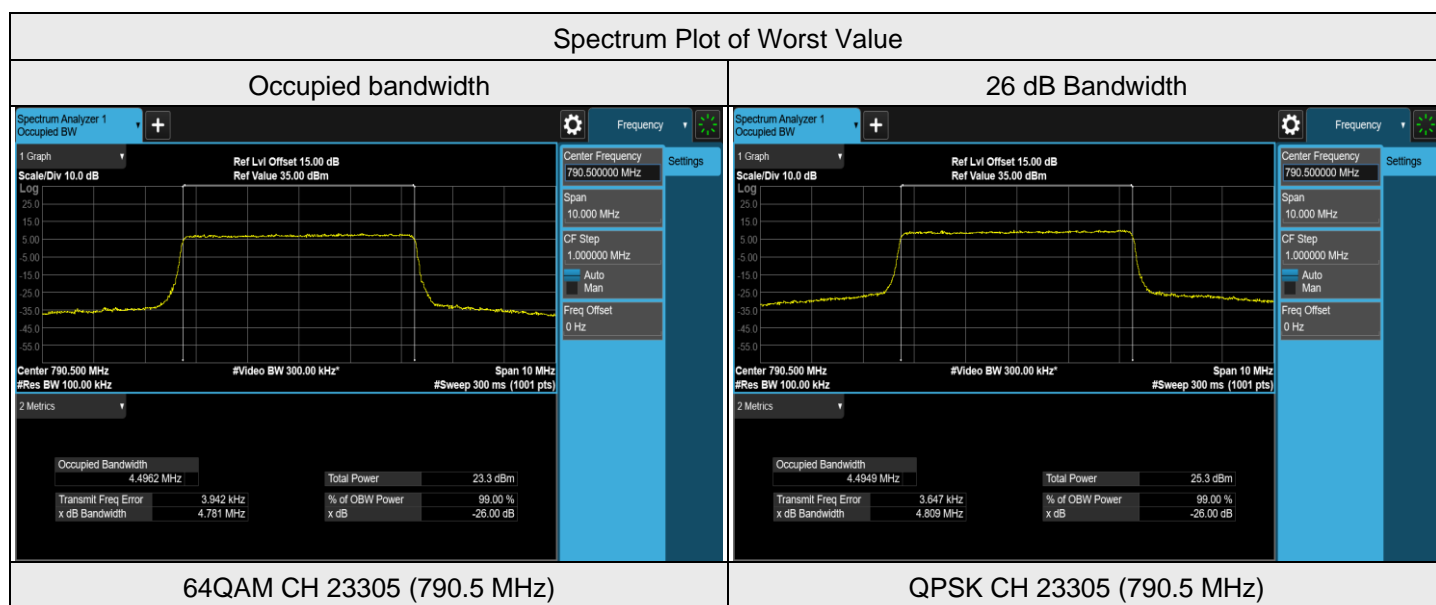 Spectrum Plot of Worst Value
Occupied bandwidth
26 dB Bandwidth
Spectrum Analyzer 1
Occupied BW
+
Frequency
1 Graph
Scale/Div 10.0 dB
Ref Lvl Offset 15.00 dB
Ref Value 35.00 dBm
Log
25.0
15.0
5.00
-5.00
-15.0
-25.0
-35.0
-45.0
-55.0
Center 790.500 MHz
#Video BW 300.00 kHz*
Span 10 MHz
#Res BW 100.00 kHz
#Sweep 300 ms (1001 pts)
Center Frequency
790.500000 MHz
Settings
Span
10.000 MHz
CF Step
1.000000 MHz
Auto
Man
Freq Offset
0 Hz
2 Metrics
Occupied Bandwidth
4.4962 MHz
Total Power 23.3 dBm
Transmit Freq Error 3.942 kHz
% of OBW Power 99.00 %
x dB Bandwidth 4.781 MHz
x dB -26.00 dB
Spectrum Analyzer 1
Occupied BW
+
Frequency
1 Graph
Scale/Div 10.0 dB
Ref Lvl Offset 15.00 dB
Ref Value 35.00 dBm
Log
25.0
15.0
5.00
-5.00
-15.0
-25.0
-35.0
-45.0
-55.0
Center 790.500 MHz
#Video BW 300.00 kHz*
Span 10 MHz
#Res BW 100.00 kHz
#Sweep 300 ms (1001 pts)
Center Frequency
790.500000 MHz
Settings
Span
10.000 MHz
CF Step
1.000000 MHz
Auto
Man
Freq Offset
0 Hz
2 Metrics
Occupied Bandwidth
4.4949 MHz
Total Power 25.3 dBm
Transmit Freq Error 3.647 kHz
% of OBW Power 99.00 %
x dB Bandwidth 4.809 MHz
x dB -26.00 dB
64QAM CH 23305 (790.5 MHz)
QPSK CH 23305 (790.5 MHz)